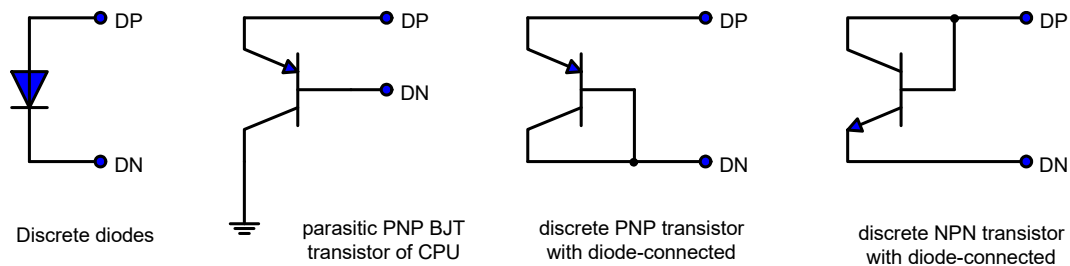 DP
DN
Discrete diodes
DP
DN
parasitic PNP BJT
transistor of CPU
DP
DN
discrete PNP transistor
with diode-connected
DP
DN
discrete NPN transistor
with diode-connected